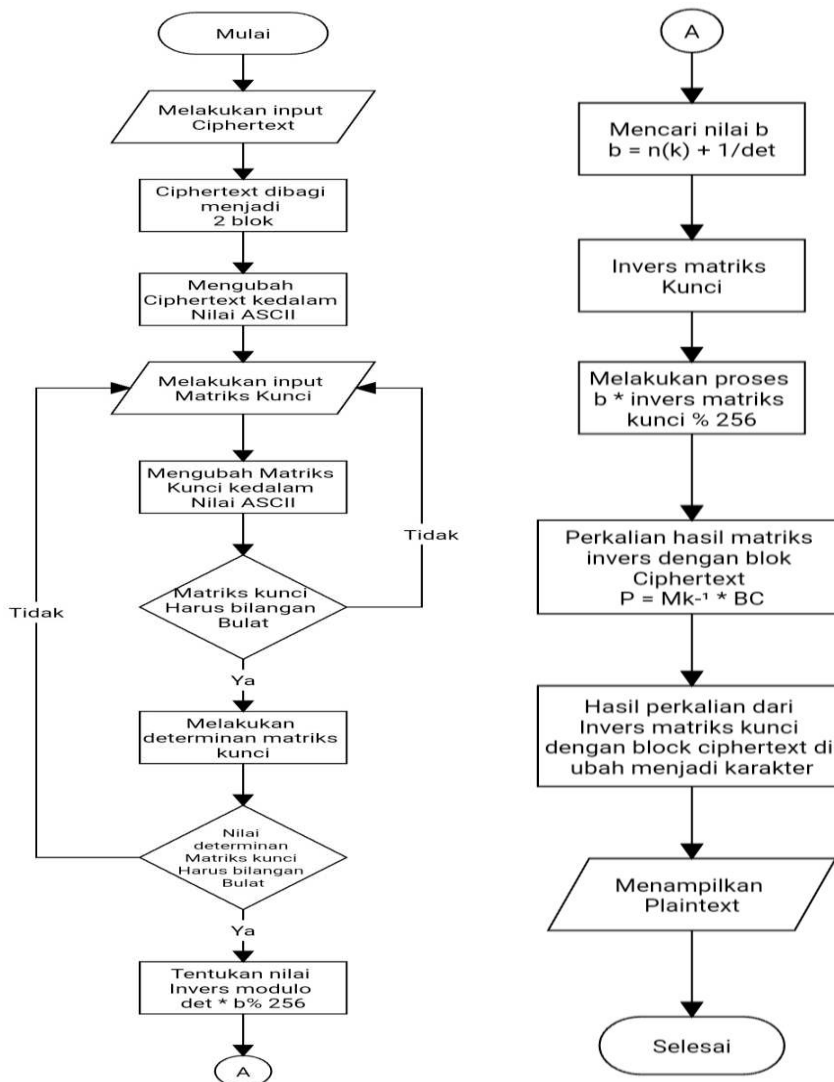 Mulai
Melakukan input
Ciphertext
Ciphertext dibagi
menjadi
2 blok
Mengubah
Ciphertext kedalam
Nilai ASCII
Melakukan input
Matriks Kunci
Mengubah Matriks
Kunci kedalam
Nilai ASCII
Tidak
Matriks kunci
Harus bilangan
Bulat
Tidak
Ya
Melakukan
determinan matriks
kunci
Nilai
determinan
Matriks kunci
Harus bilangan
Bulat
Ya
Tentukan nilai
Invers modulo
det * b% 256
A
A
Mencari nilai b
b = n(k) + 1/det
Invers matriks
Kunci
Melakukan proses
b * invers matriks
kunci % 256
Perkalian hasil matriks
invers dengan blok
Ciphertext
P = Mk-¹ * BC
Hasil perkalian dari
Invers matriks kunci
dengan block ciphertext di
ubah menjadi karakter
Menampilkan
Plaintext
Selesai